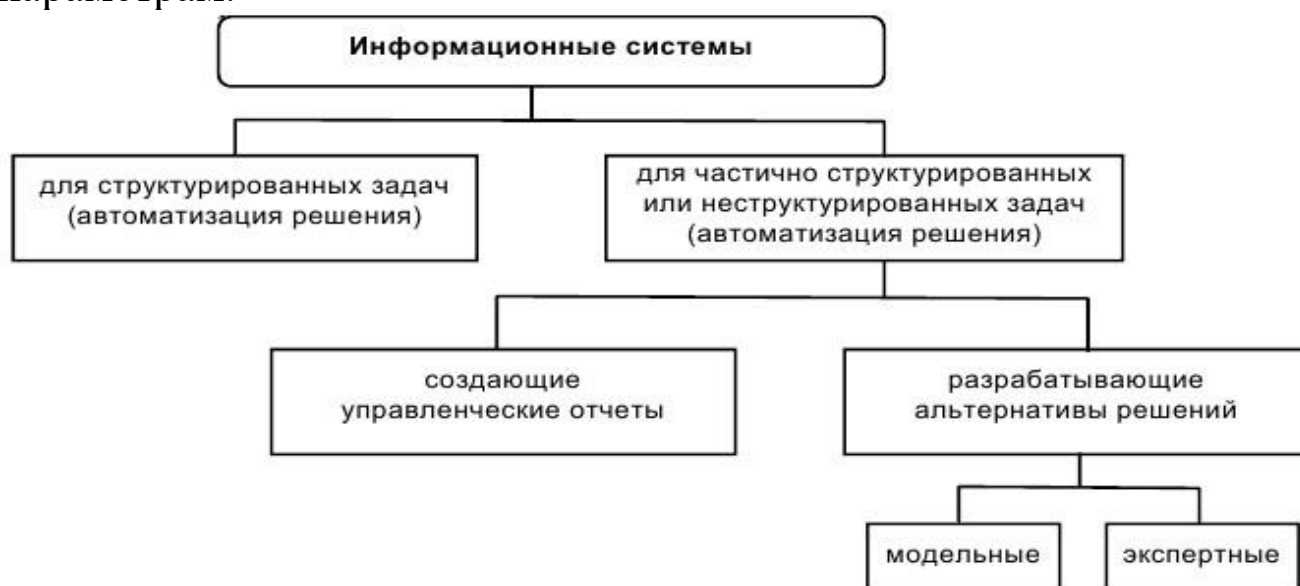 параметрам.
Информационные системы
для структурированных задач
(автоматизация решения)
для частично структурированных
или неструктурированных задач
(автоматизация решения)
создающие
управленческие отчеты
разрабатывающие
альтернативы решений
модельные
экспертные